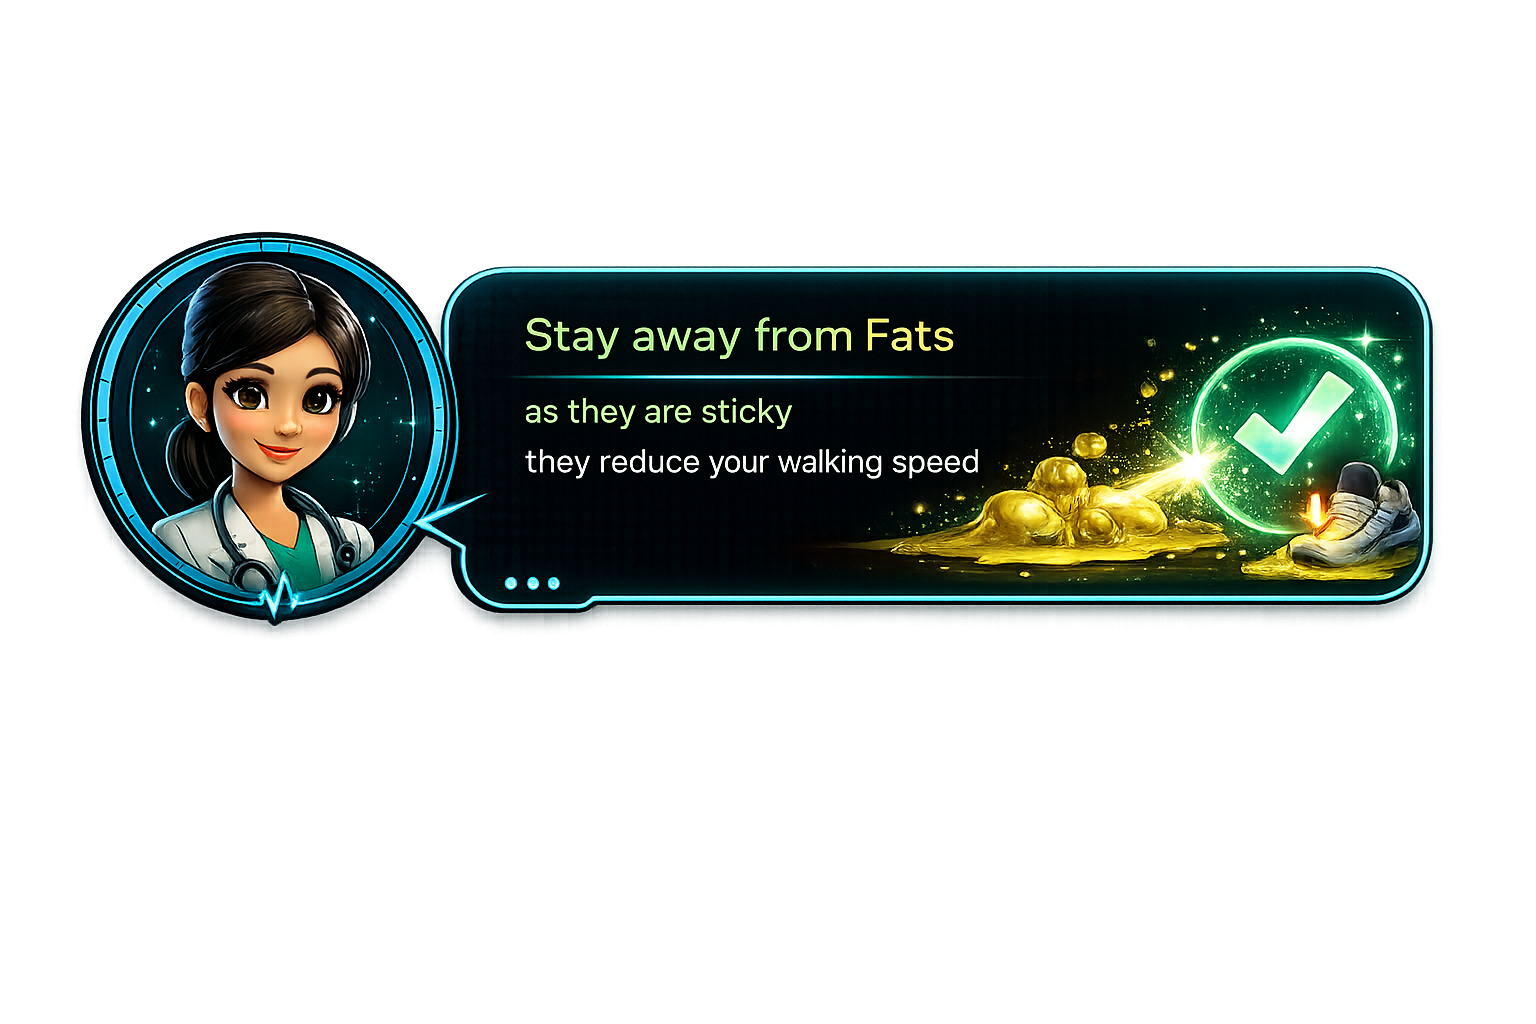 Stay away from Fats
as they are sticky
they reduce your walking speed